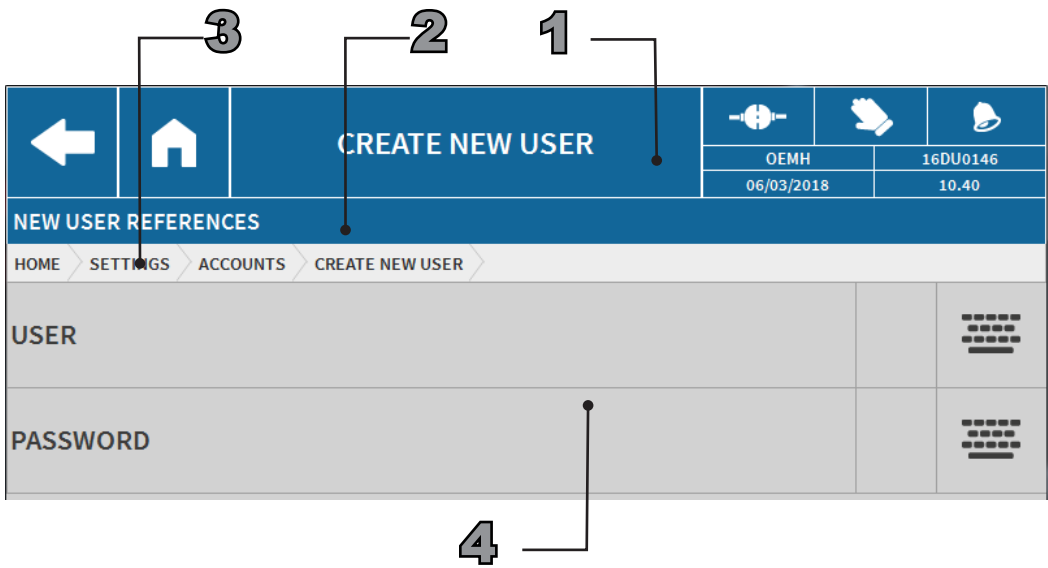 3 2 1
CREATE NEW USER
OEMH 16DU0146
06/03/2018 10.40
NEW USER REFERENCES
HOME SETTINGS ACCOUNTS CREATE NEW USER
USER
PASSWORD
4